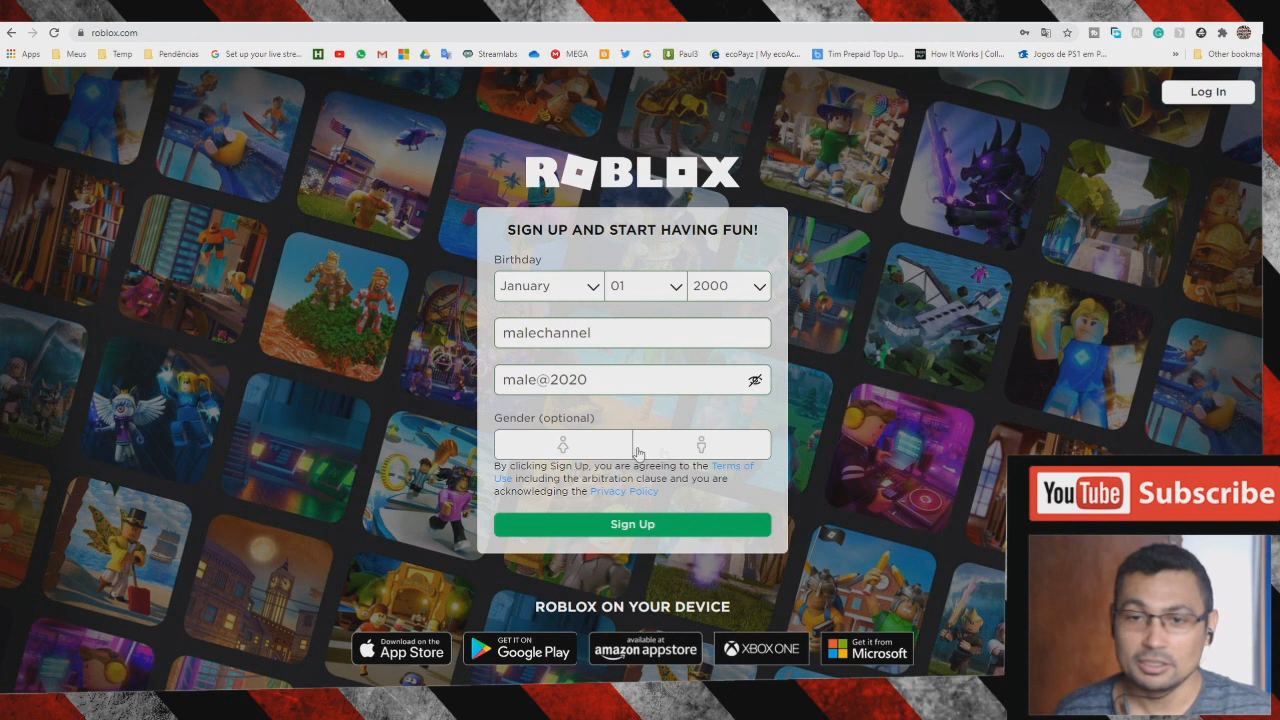 roblox.com
Apps Meus Temp Pendências Set up your live stre... Streamlabs MEGA Paul3 ecoPayz | My ecoAc... Tim Prepaid Top Up... How It Works | Coll... Jogos de PS1 em P... » Other bookmar
Log In
ROBLOX
SIGN UP AND START HAVING FUN!
Birthday
January 01 2000
malechannel
male@2020
Gender (optional)
By clicking Sign Up, you are agreeing to the Terms of
Use including the arbitration clause and you are
acknowledging the Privacy Policy
Sign Up
YouTube Subscribe
ROBLOX ON YOUR DEVICE
Download on the App Store
GET IT ON Google Play
available at amazon appstore
XBOX ONE
Get it from Microsoft